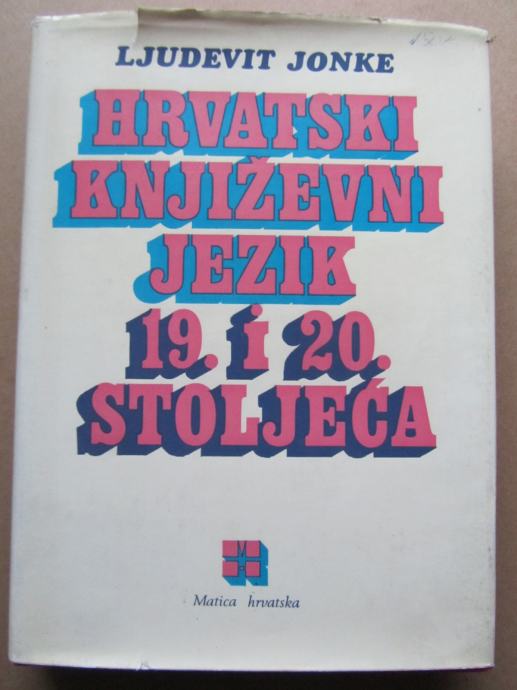 LJUDEVIT JONKE
HRVATSKI
KNJIŽEVNI
JEZIK
19. i 20.
STOLJEĆA
Matica hrvatska